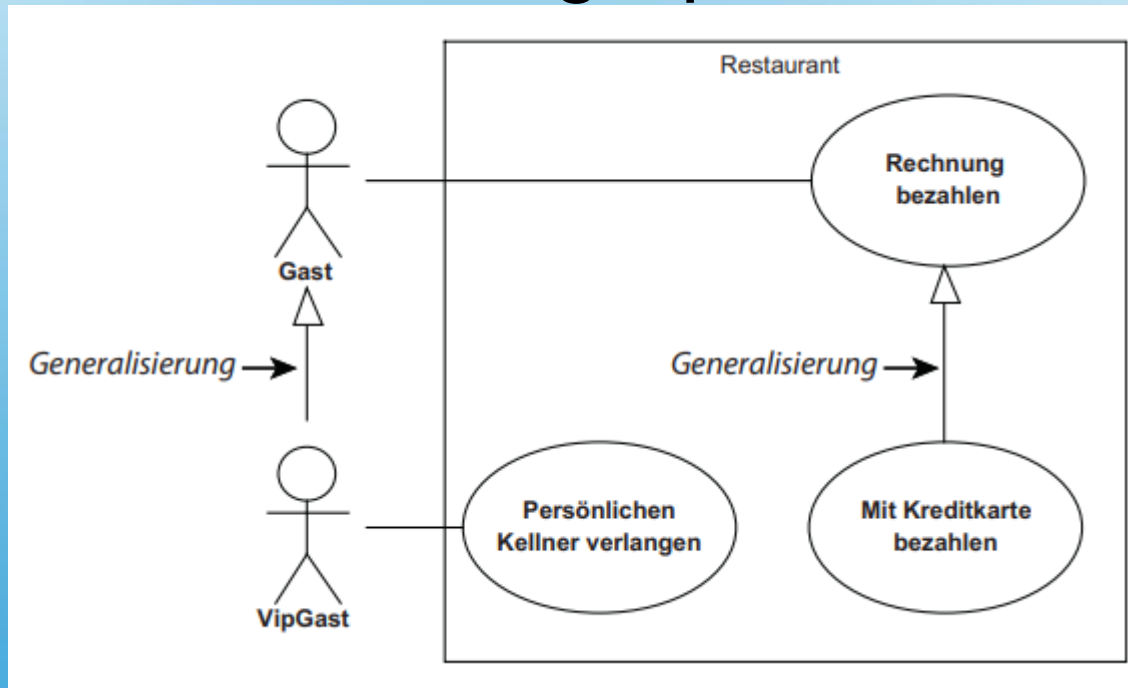 Restaurant
Rechnung
bezahlen
Gast
Generalisierung
Generalisierung
Persönlichen
Kellner verlangen
Mit Kreditkarte
bezahlen
VipGast